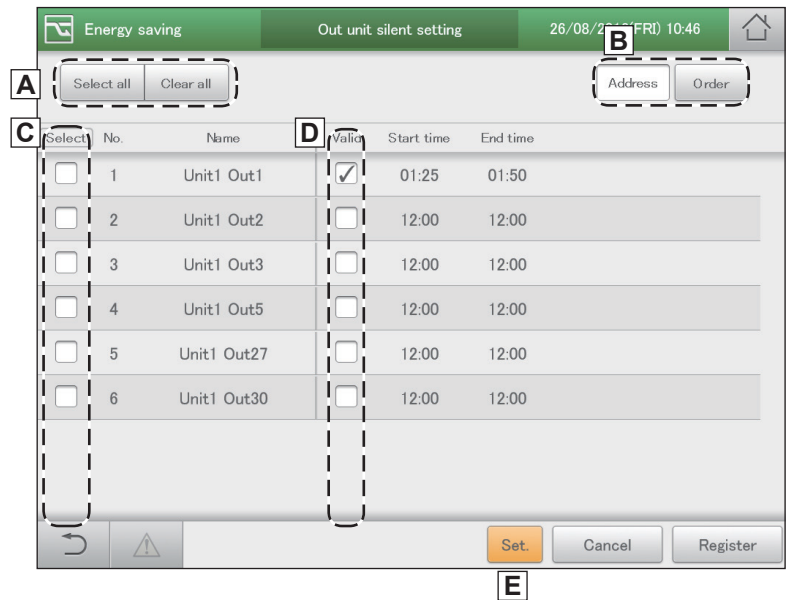 Energy saving Out unit silent setting 26/08/2016(FRI) 10:46
B
A Select all Clear all Address Order
C Select No. Name D Valid Start time End time
1 Unit1 Out1 ✓ 01:25 01:50
2 Unit1 Out2 12:00 12:00
3 Unit1 Out3 12:00 12:00
4 Unit1 Out5 12:00 12:00
5 Unit1 Out27 12:00 12:00
6 Unit1 Out30 12:00 12:00
Set. Cancel Register
E